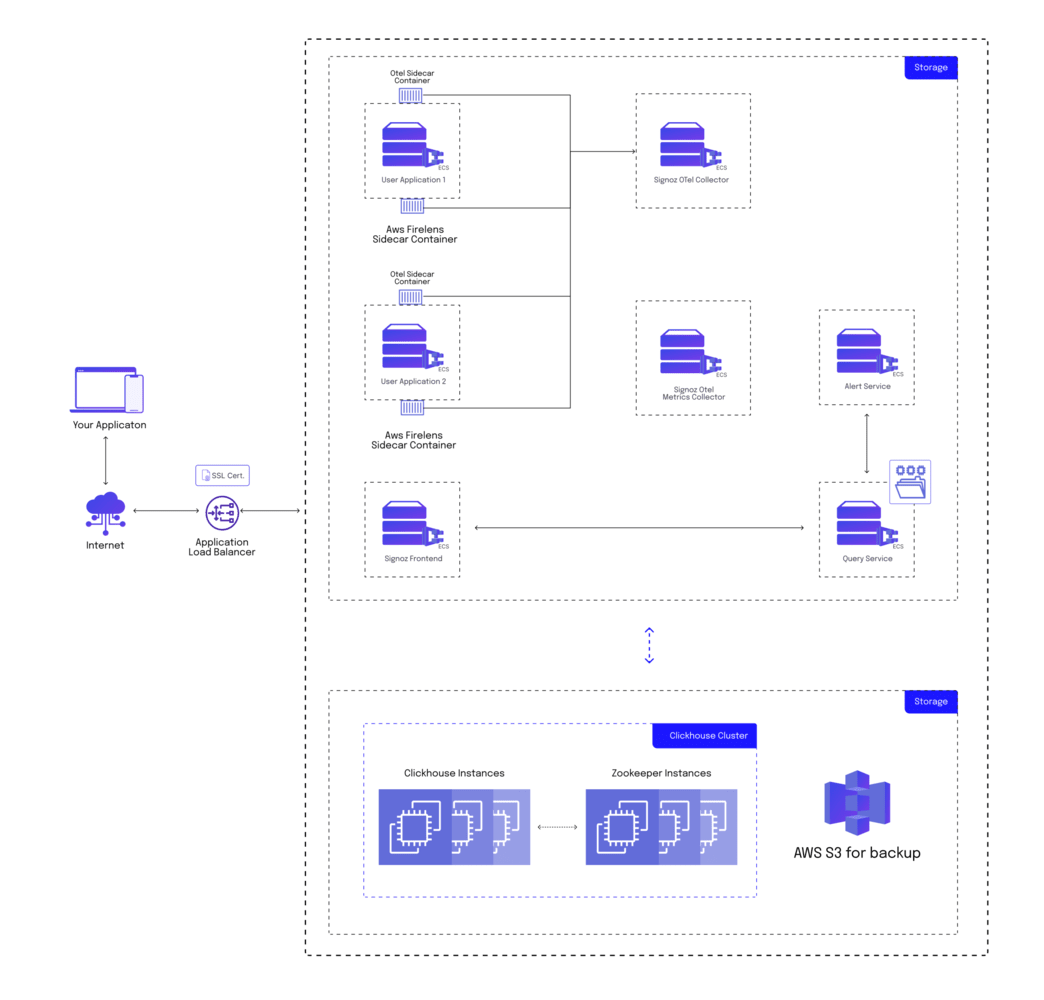 Storage
Otel Sidecar
Container
ECS
User Application 1
Aws Firelens
Sidecar Container
ECS
Signoz OTel Collector
Otel Sidecar
Container
ECS
User Application 2
Aws Firelens
Sidecar Container
ECS
Signoz Otel
Metrics Collector
ECS
Alert Service
Your Applicaton
SSL Cert.
Internet
Application
Load Balancer
ECS
Signoz Frontend
ECS
Query Service
Storage
Clickhouse Cluster
Clickhouse Instances
Zookeeper Instances
AWS S3 for backup